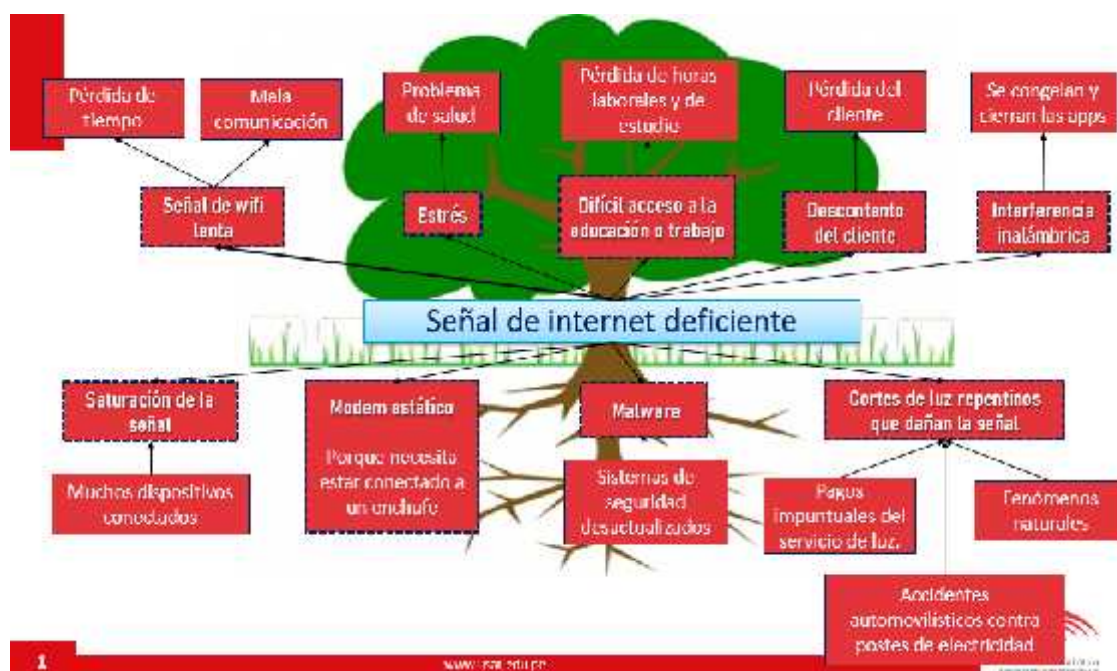 Pérdida de
tiempo
Mala
comunicación
Problema
de salud
Pérdida de horas
laborales y de
estudio
Pérdida del
cliente
Se congelan y
cierran las apps
Señal de wifi
lenta
Estrés
Difícil acceso a la
educación o trabajo
Descontento
del cliente
Interferencia
inalámbrica
Señal de internet deficiente
Saturación de la
señal
Modem estático
Porque necesita
estar conectado a
un enchufe
Malware
Cortes de luz repentinos
que dañan la señal
Muchos dispositivos
conectados
Sistemas de
seguridad
desactualizados
Pagos
impuntuales del
servicio de luz.
Fenómenos
naturales
Accidentes
automovilísticos contra
postes de electricidad
1